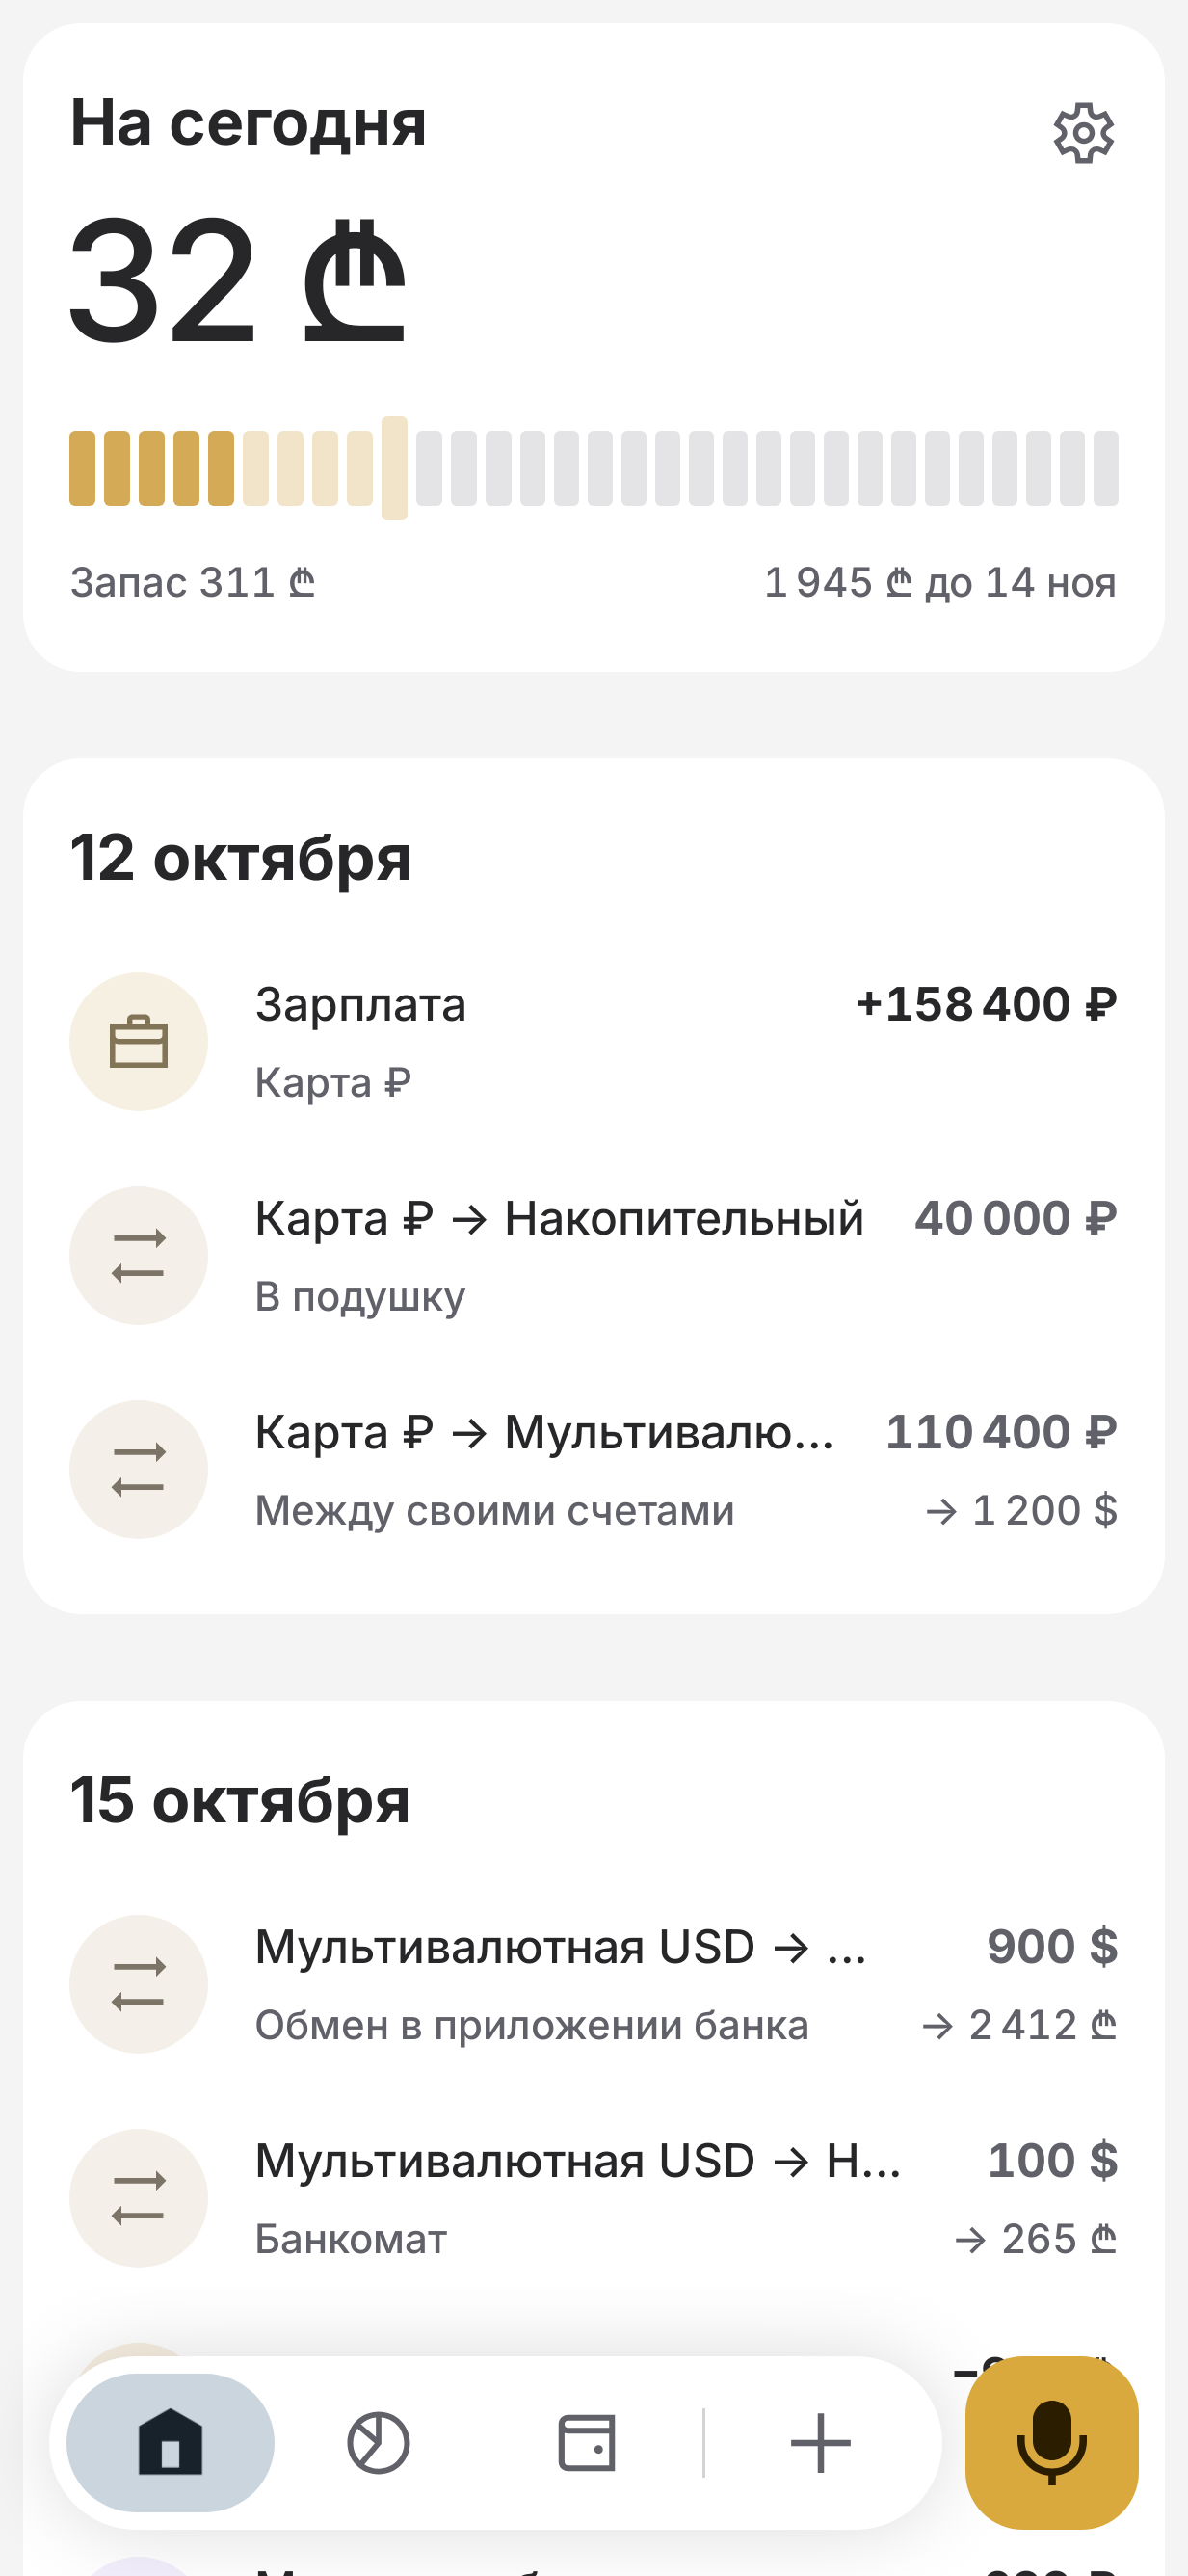 На сегодня
32 ₾
Запас 311 ₾
1 945 ₾ до 14 ноя
12 октября
Зарплата
+158 400 ₽
Карта ₽
Карта ₽ → Накопительный
40 000 ₽
В подушку
Карта ₽ → Мультивалю...
110 400 ₽
Между своими счетами
→ 1 200 $
15 октября
Мультивалютная USD → ...
900 $
Обмен в приложении банка
→ 2 412 ₾
Мультивалютная USD → Н...
100 $
Банкомат
→ 265 ₾